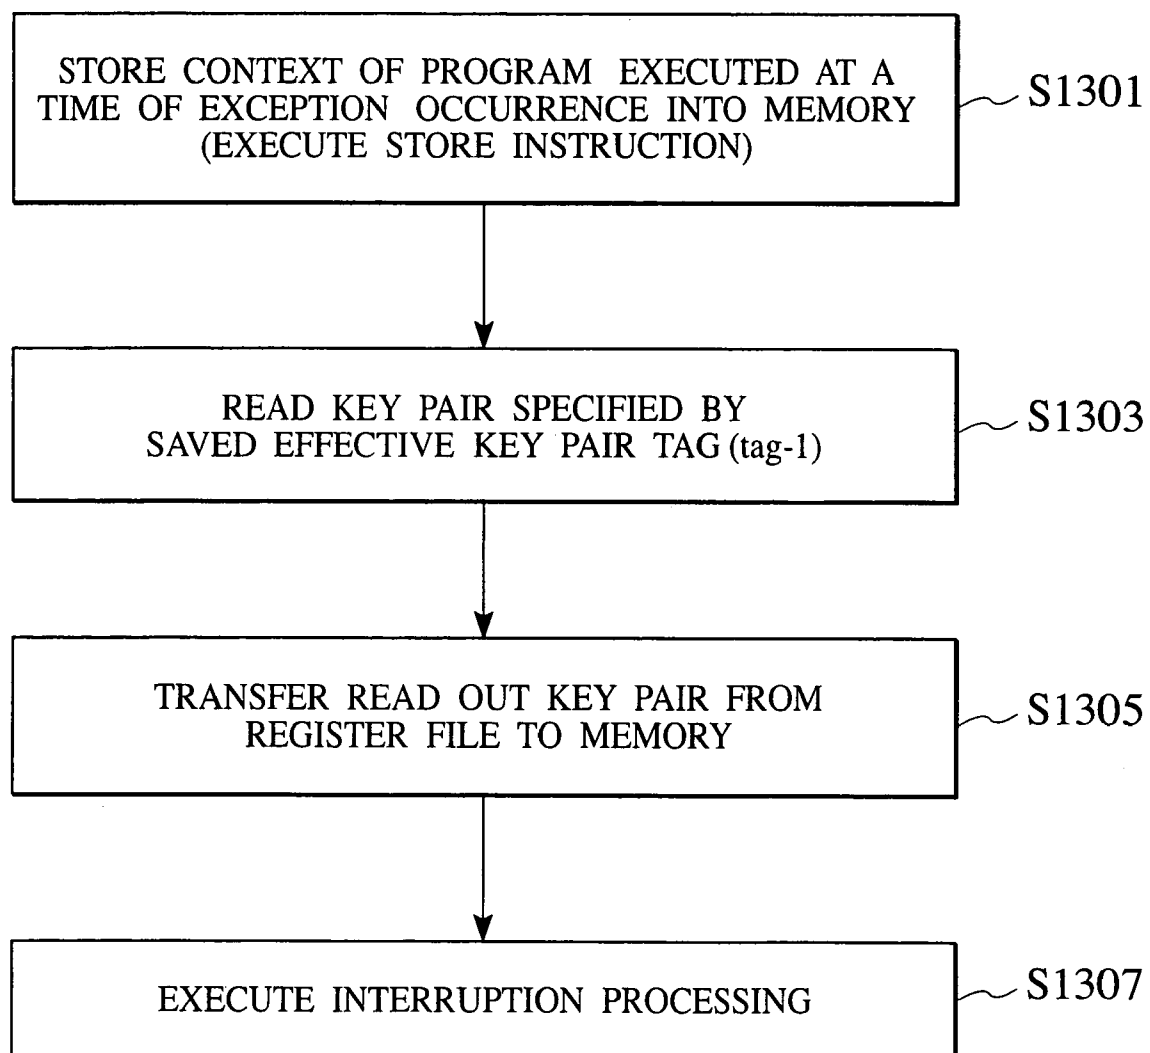 STORE CONTEXT OF PROGRAM EXECUTED AT A
TIME OF EXCEPTION OCCURRENCE INTO MEMORY
(EXECUTE STORE INSTRUCTION)
S1301
READ KEY PAIR SPECIFIED BY
SAVED EFFECTIVE KEY PAIR TAG (tag-1)
S1303
TRANSFER READ OUT KEY PAIR FROM
REGISTER FILE TO MEMORY
S1305
EXECUTE INTERRUPTION PROCESSING
S1307